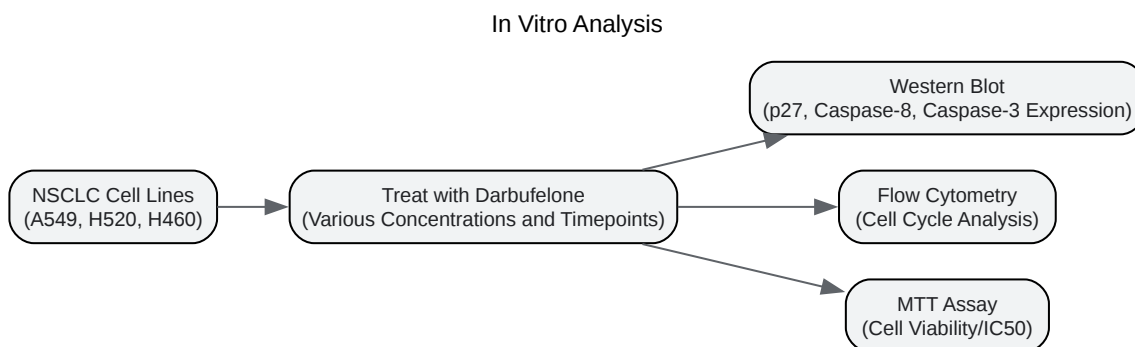 In Vitro Analysis
NSCLC Cell Lines
(A549, H520, H460)
Treat with Darbufelone
(Various Concentrations and Timepoints)
Western Blot
(p27, Caspase-8, Caspase-3 Expression)
Flow Cytometry
(Cell Cycle Analysis)
MTT Assay
(Cell Viability/IC50)